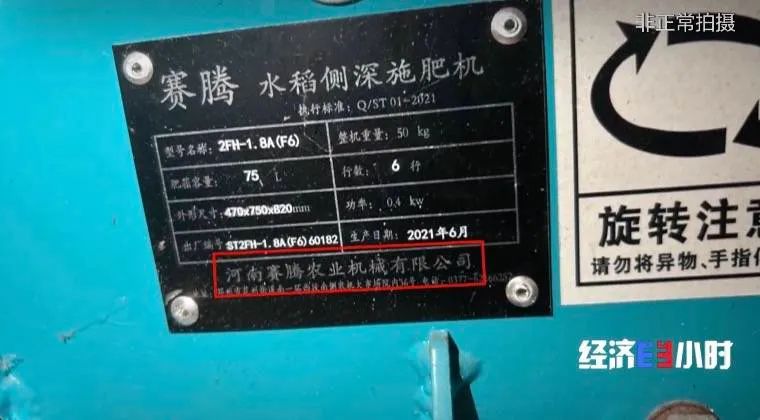 非正常拍摄
赛腾 水稻侧深施肥机
执行标准：Q/ST 01-2021
型号名称：2FH-1.8A(F6) 整机重量：50 kg
肥箱容量：75 L 行数：6 行
外形尺寸：470x750x820mm 功率：0.4 kw
出厂编号 ST2FH-1.8A(F6)60182 生产日期：2021年6月
河南赛腾农业机械有限公司
旋转注意
请勿将异物、手指
经济半小时